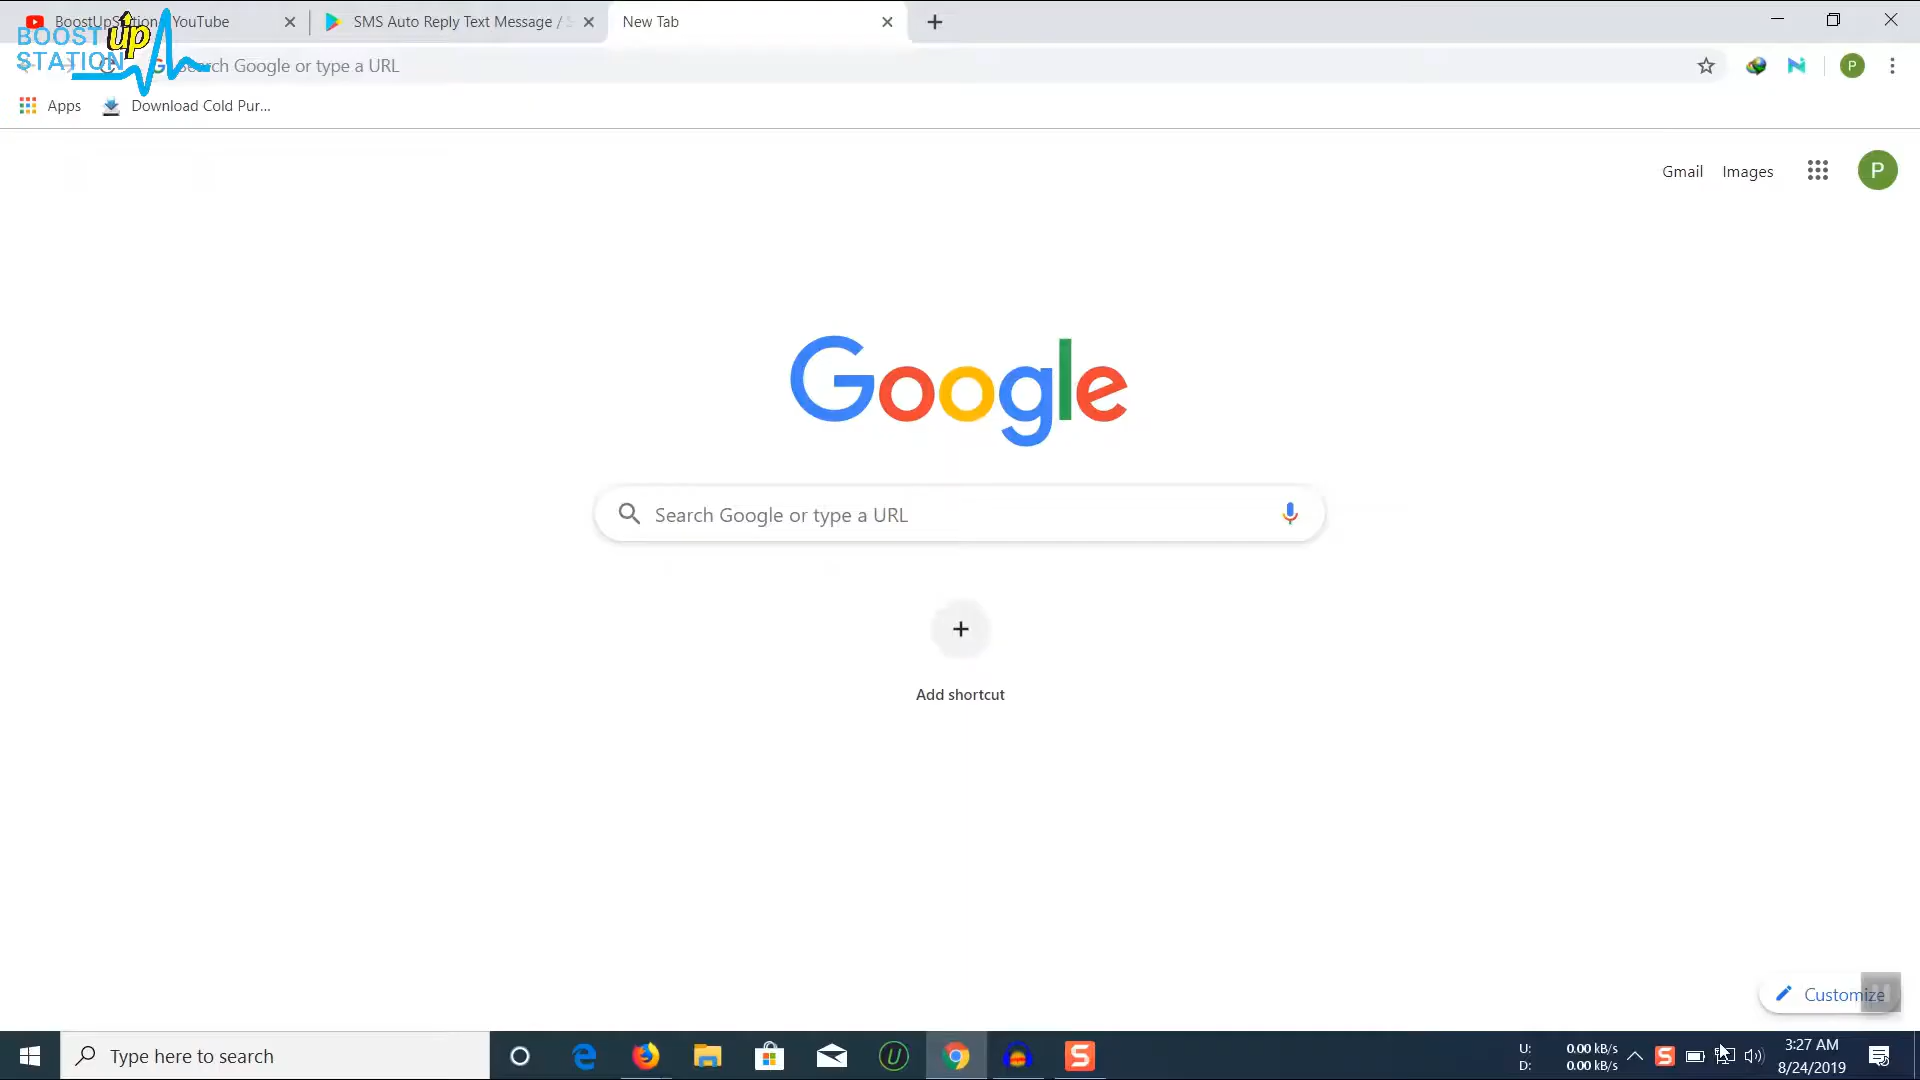 BoostUpStation - YouTube
SMS Auto Reply Text Message / S
New Tab
BOOST up
STATION
Search Google or type a URL
P
Apps
Download Cold Pur...
Gmail
Images
P
Google
Search Google or type a URL
Add shortcut
Customize
Type here to search
U: 0.00 kB/s
D: 0.00 kB/s
3:27 AM
8/24/2019